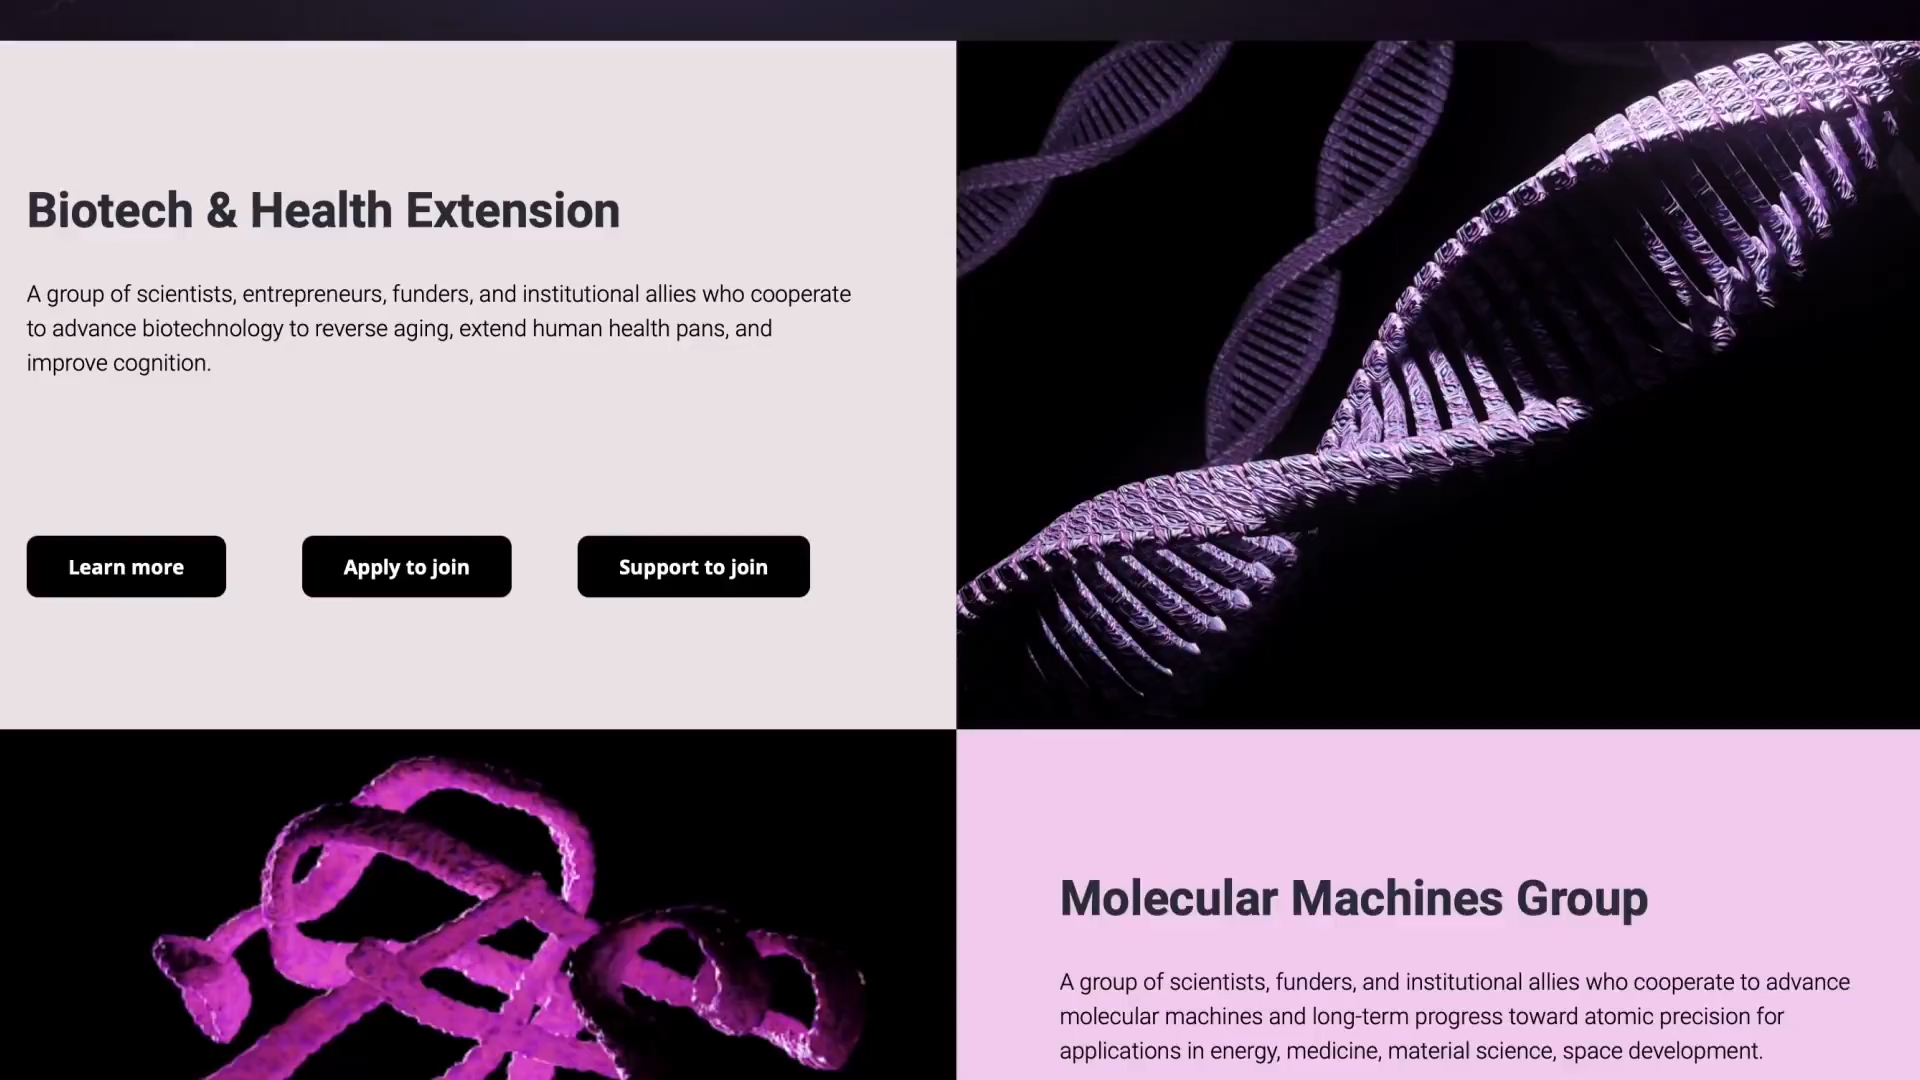 Biotech & Health Extension
A group of scientists, entrepreneurs, funders, and institutional allies who cooperate
to advance biotechnology to reverse aging, extend human health pans, and
improve cognition.
Learn more
Apply to join
Support to join
Molecular Machines Group
A group of scientists, funders, and institutional allies who cooperate to advance
molecular machines and long-term progress toward atomic precision for
applications in energy, medicine, material science, space development.